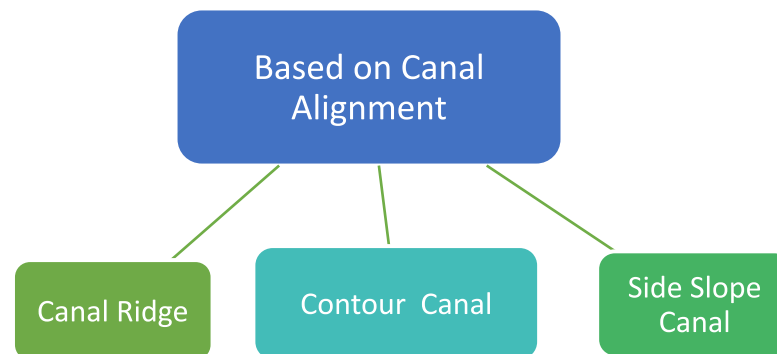 Based on Canal
Alignment
Canal Ridge
Contour Canal
Side Slope
Canal